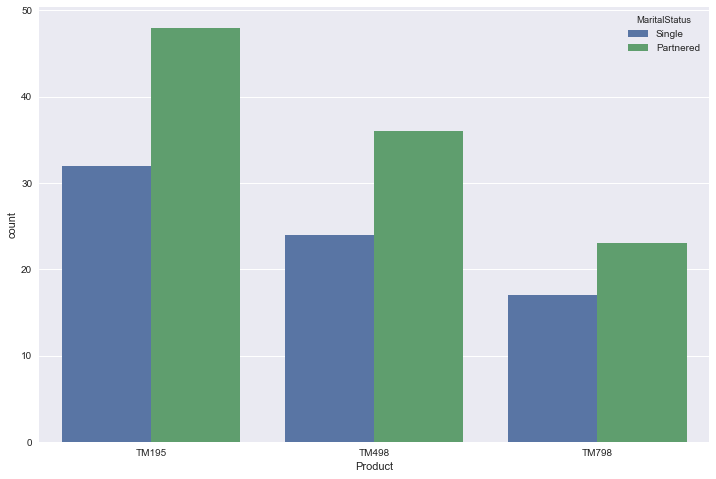 MaritalStatus
Single
Partnered
50
40
30
20
10
0
count
TM195
TM498
TM798
Product